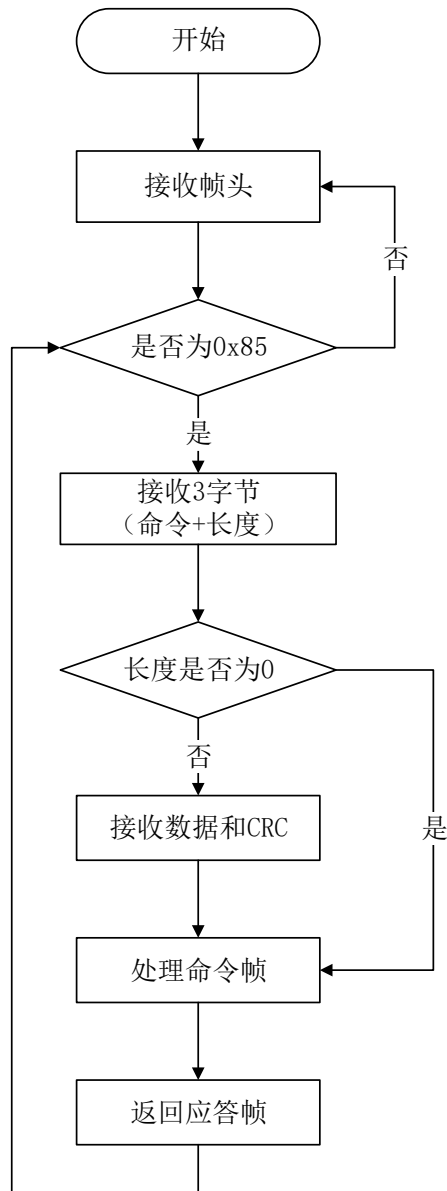 开始
接收帧头
否
是否为0x85
是
接收3字节
（命令+长度）
长度是否为0
否
接收数据和CRC
是
处理命令帧
返回应答帧